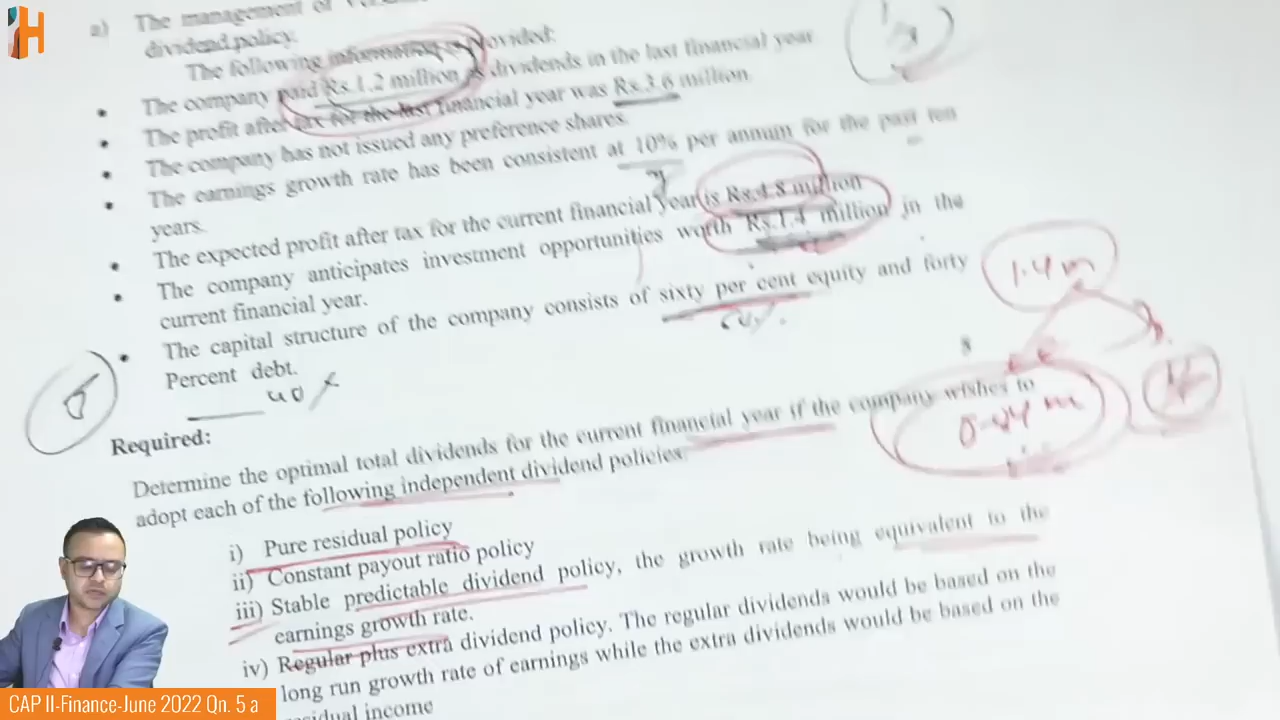 H
a) The management of
dividend policy.
The following information is provided:
• The company paid Rs.1.2 million as dividends in the last financial year
• The profit after tax for the last financial year was Rs.3.6 million.
• The company has not issued any preference shares.
• The earnings growth rate has been consistent at 10% per annum for the past ten
years.
• The expected profit after tax for the current financial year is Rs.4.8 million
• The company anticipates investment opportunities worth Rs.1.4 million in the
current financial year.
• The capital structure of the company consists of sixty per cent equity and forty
Percent debt.
1/3
1.4 m
40
Required:
Determine the optimal total dividends for the current financial year if the company wishes to
adopt each of the following independent dividend policies:
i) Pure residual policy
ii) Constant payout ratio policy
iii) Stable predictable dividend policy, the growth rate being equivalent to the
earnings growth rate.
iv) Regular plus extra dividend policy. The regular dividends would be based on the
long run growth rate of earnings while the extra dividends would be based on the
residual income
CAP II-Finance-June 2022 Qn. 5 a